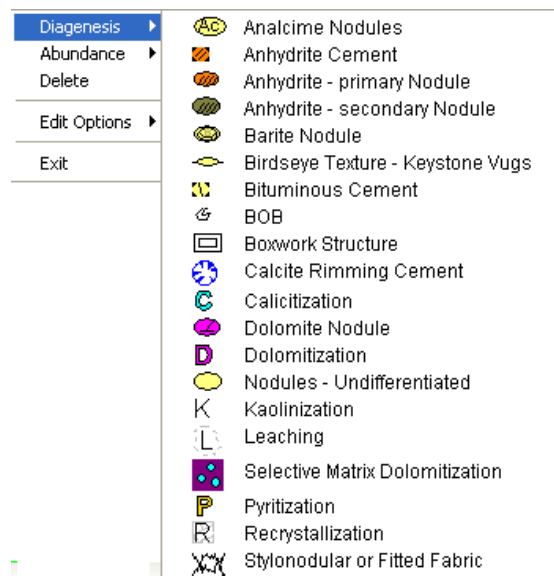 Diagenesis
Abundance
Delete
Edit Options
Exit
Ac Analcime Nodules
Anhydrite Cement
Anhydrite - primary Nodule
Anhydrite - secondary Nodule
Barite Nodule
Birdseye Texture - Keystone Vugs
Bituminous Cement
BOB
Boxwork Structure
Calcite Rimming Cement
C Calicitization
Dolomite Nodule
D Dolomitization
Nodules - Undifferentiated
K Kaolinization
L Leaching
Selective Matrix Dolomitization
P Pyritization
R Recrystallization
Stylonodular or Fitted Fabric